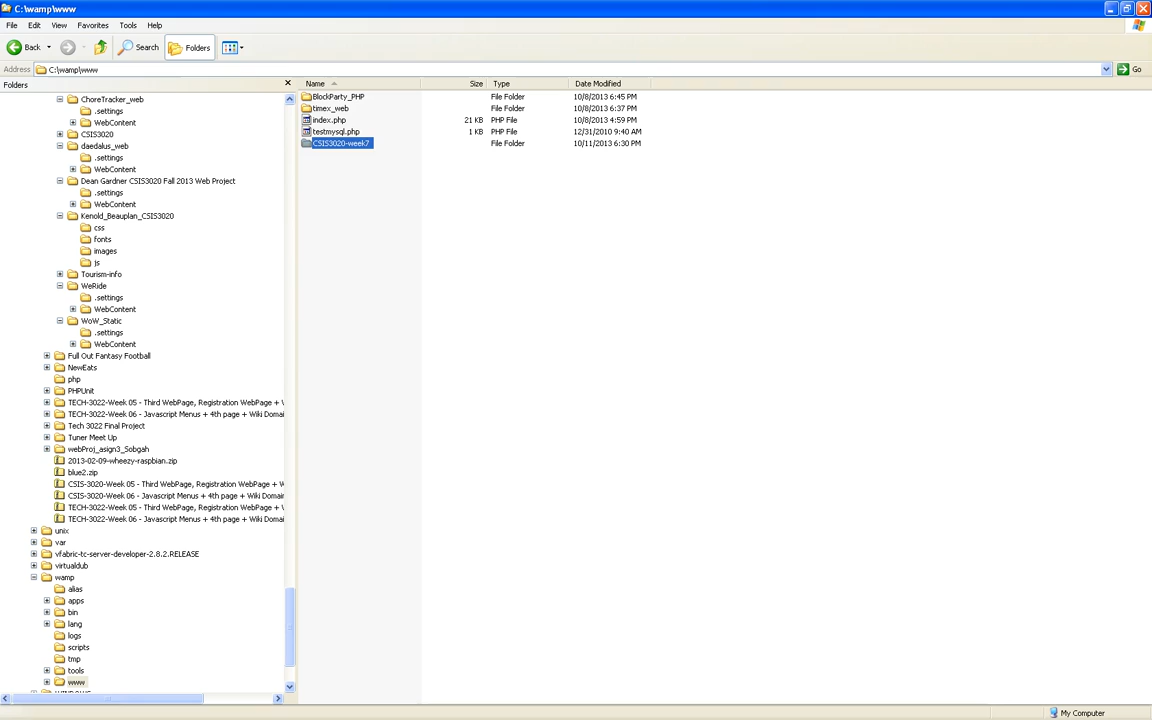 C:\wamp\www
File Edit View Favorites Tools Help
Back Search Folders
Address C:\wamp\www Go
Folders
Name Size Type Date Modified
BlockParty_PHP File Folder 10/8/2013 6:45 PM
timex_web File Folder 10/8/2013 6:37 PM
index.php 21 KB PHP File 10/8/2013 4:59 PM
testmysql.php 1 KB PHP File 12/31/2010 9:40 AM
CSIS3020-week7 File Folder 10/11/2013 6:30 PM
ChoreTracker_web
.settings
WebContent
CSIS3020
daedalus_web
.settings
WebContent
Dean Gardner CSIS3020 Fall 2013 Web Project
.settings
WebContent
Kenold_Beauplan_CSIS3020
css
fonts
images
js
Tourism-info
WeRide
.settings
WebContent
WoW_Static
.settings
WebContent
Full Out Fantasy Football
NewEats
php
PHPUnit
TECH-3022-Week 05 - Third WebPage, Registration WebPage + W
TECH-3022-Week 06 - Javascript Menus + 4th page + Wiki Domai
Tech 3022 Final Project
Tuner Meet Up
webProj_asign3_Sobgah
2013-02-09-wheezy-raspbian.zip
blue2.zip
CSIS-3020-Week 05 - Third WebPage, Registration WebPage + W
CSIS-3020-Week 06 - Javascript Menus + 4th page + Wiki Domai
TECH-3022-Week 05 - Third WebPage, Registration WebPage + W
TECH-3022-Week 06 - Javascript Menus + 4th page + Wiki Domai
unix
var
vfabric-tc-server-developer-2.8.2.RELEASE
virtualdub
wamp
alias
apps
bin
lang
logs
scripts
tmp
tools
www
My Computer